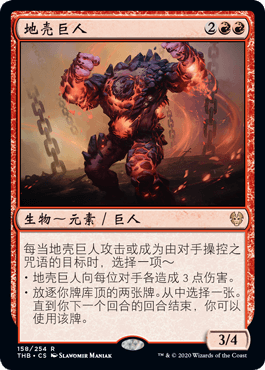 地壳巨人 2
生物～元素 / 巨人
每当地壳巨人攻击或成为由对手操控之
咒语的目标时，选择一项～
• 地壳巨人向每位对手各造成3点伤害。
• 放逐你牌库顶的两张牌。从中选择一张。
直到你下一个回合的回合结束，你可以
使用该牌。
3/4
158/254 R
THB • CS SLAWOMIR MANIAK
™ & © 2020 Wizards of the Coast